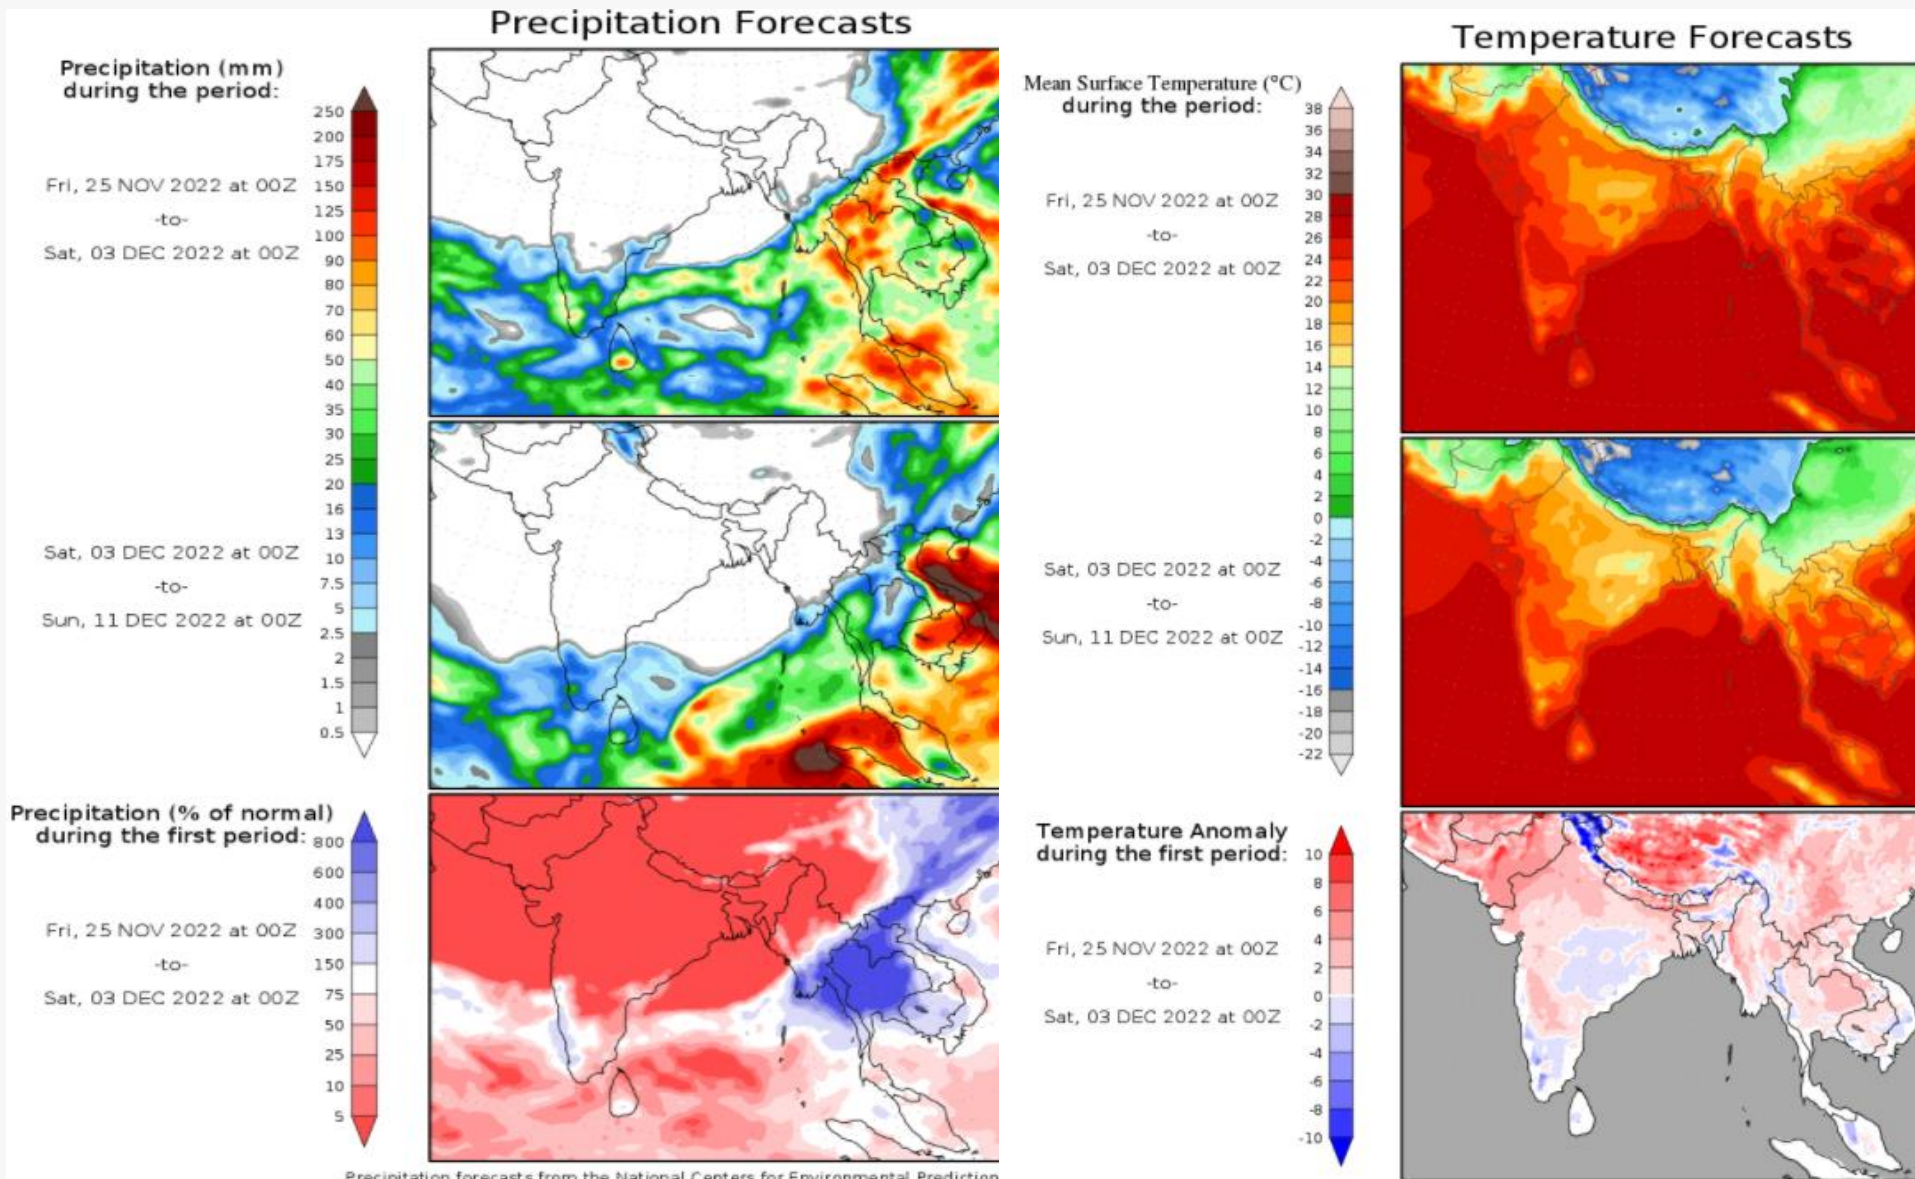 Precipitation Forecasts
Precipitation (mm)
during the period:
250
200
175
150
125
100
90
80
70
60
50
40
35
30
25
20
16
13
10
7.5
5
2.5
2
1.5
1
0.5
Fri, 25 NOV 2022 at 00Z
-to-
Sat, 03 DEC 2022 at 00Z
Sat, 03 DEC 2022 at 00Z
-to-
Sun, 11 DEC 2022 at 00Z
Precipitation (% of normal)
during the first period:
800
600
400
300
150
75
50
25
10
5
Fri, 25 NOV 2022 at 00Z
-to-
Sat, 03 DEC 2022 at 00Z
Precipitation forecasts from the National Centers for Environmental Prediction
Temperature Forecasts
Mean Surface Temperature (°C)
during the period:
38
36
34
32
30
28
26
24
22
20
18
16
14
12
10
8
6
4
2
0
-2
-4
-6
-8
-10
-12
-14
-16
-18
-20
-22
Fri, 25 NOV 2022 at 00Z
-to-
Sat, 03 DEC 2022 at 00Z
Sat, 03 DEC 2022 at 00Z
-to-
Sun, 11 DEC 2022 at 00Z
Temperature Anomaly
during the first period:
10
8
6
4
2
0
-2
-4
-6
-8
-10
Fri, 25 NOV 2022 at 00Z
-to-
Sat, 03 DEC 2022 at 00Z